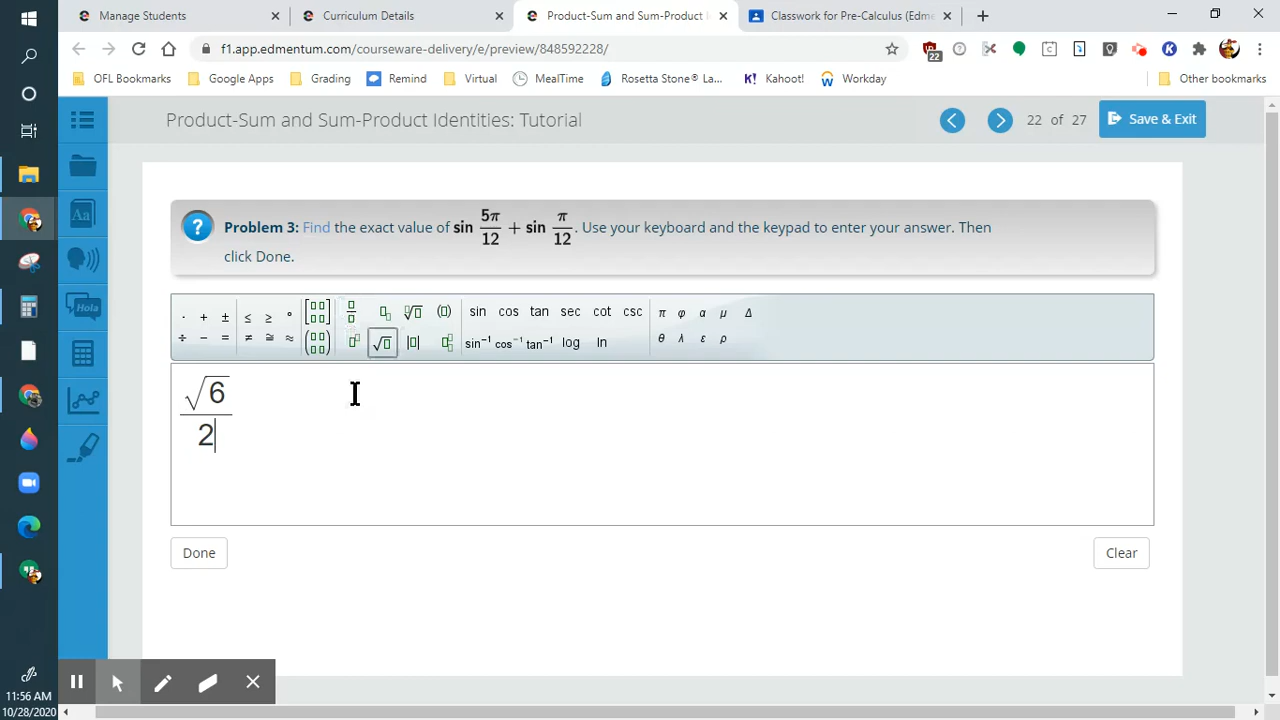 Manage Students
Curriculum Details
Product-Sum and Sum-Product I
Classwork for Pre-Calculus (Edme
f1.app.edmentum.com/courseware-delivery/e/preview/848592228/
22
OFL Bookmarks
Google Apps
Grading
Remind
Virtual
MealTime
Rosetta Stone® La...
K! Kahoot!
Workday
Other bookmarks
Product-Sum and Sum-Product Identities: Tutorial
22 of 27
Save & Exit
Aa
Hola
Problem 3: Find the exact value of sin 5π/12 + sin π/12. Use your keyboard and the keypad to enter your answer. Then
click Done.
· + ± ≤ ≥ ° sin cos tan sec cot csc π φ α μ Δ
÷ − = ≠ ≅ ≈ sin⁻¹ cos⁻¹ tan⁻¹ log ln θ λ ε ρ
√6
2
Done
Clear
11:56 AM
10/28/2020